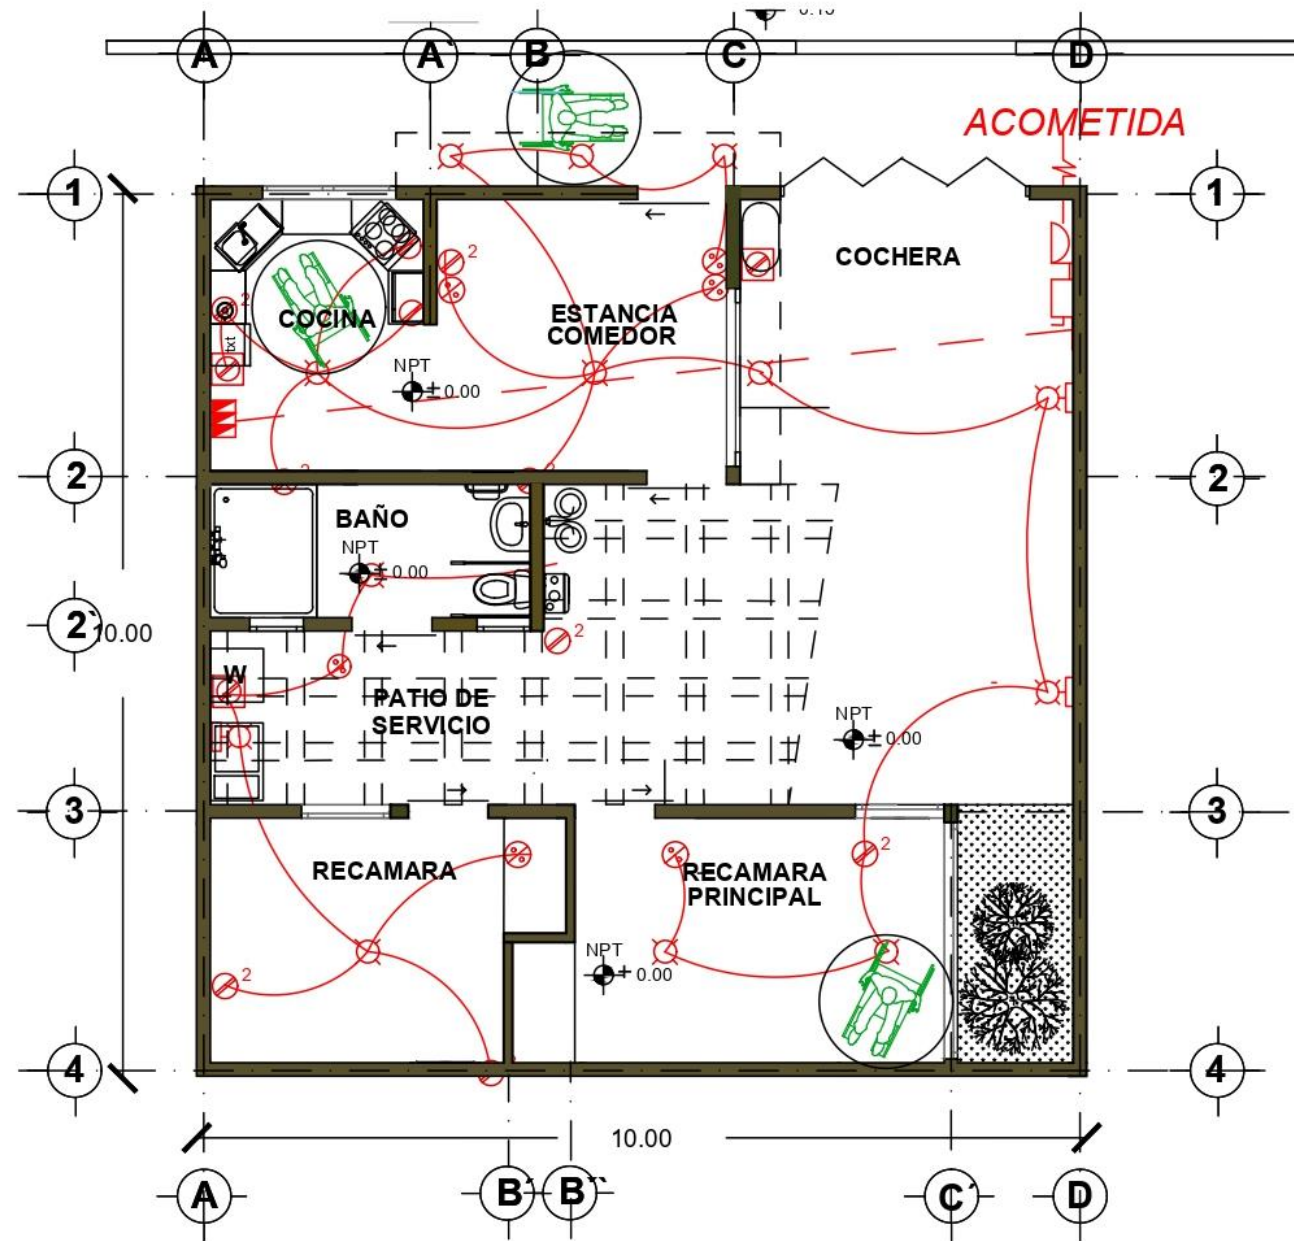 A
A`
B
C
D
ACOMETIDA
1
1
COCHERA
2
2
COCINA
ESTANCIA
COMEDOR
txt
NPT
± 0.00
2
2
2
2
BAÑO
NPT
± 0.00
2`
10.00
2
W
PATIO DE
SERVICIO
NPT
± 0.00
3
3
RECAMARA
2
RECAMARA
PRINCIPAL
2
NPT
± 0.00
4
4
10.00
A
B´
B``
C´
D